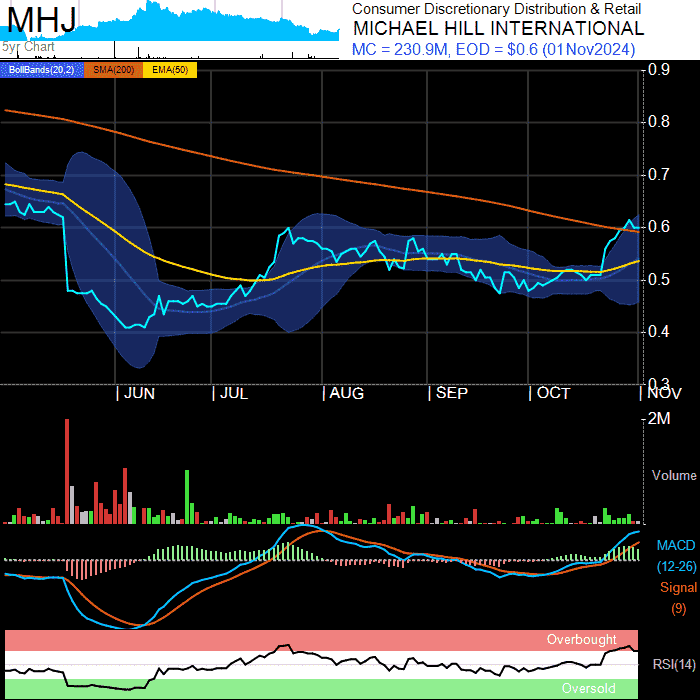 MHJ
5yr Chart
Consumer Discretionary Distribution & Retail
MICHAEL HILL INTERNATIONAL
MC = 230.9M, EOD = $0.6 (01Nov2024)
BollBands(20,2) SMA(200) EMA(50)
0.9
0.8
0.7
0.6
0.5
0.4
0.3
JUN JUL AUG SEP OCT NOV
2M
Volume
MACD
(12-26)
Signal
(9)
Overbought
RSI(14)
Oversold